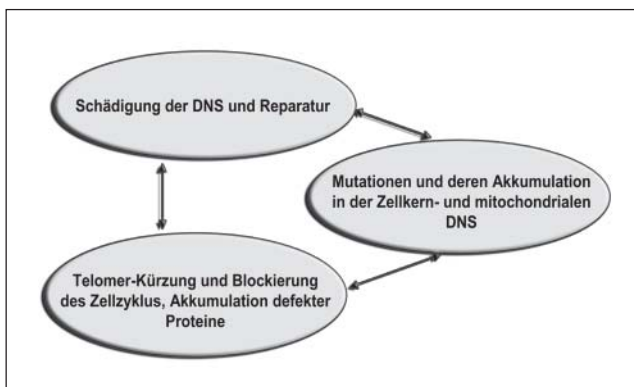 Schädigung der DNS und Reparatur
Mutationen und deren Akkumulation
in der Zellkern- und mitochondrialen
DNS
Telomer-Kürzung und Blockierung
des Zellzyklus, Akkumulation defekter
Proteine